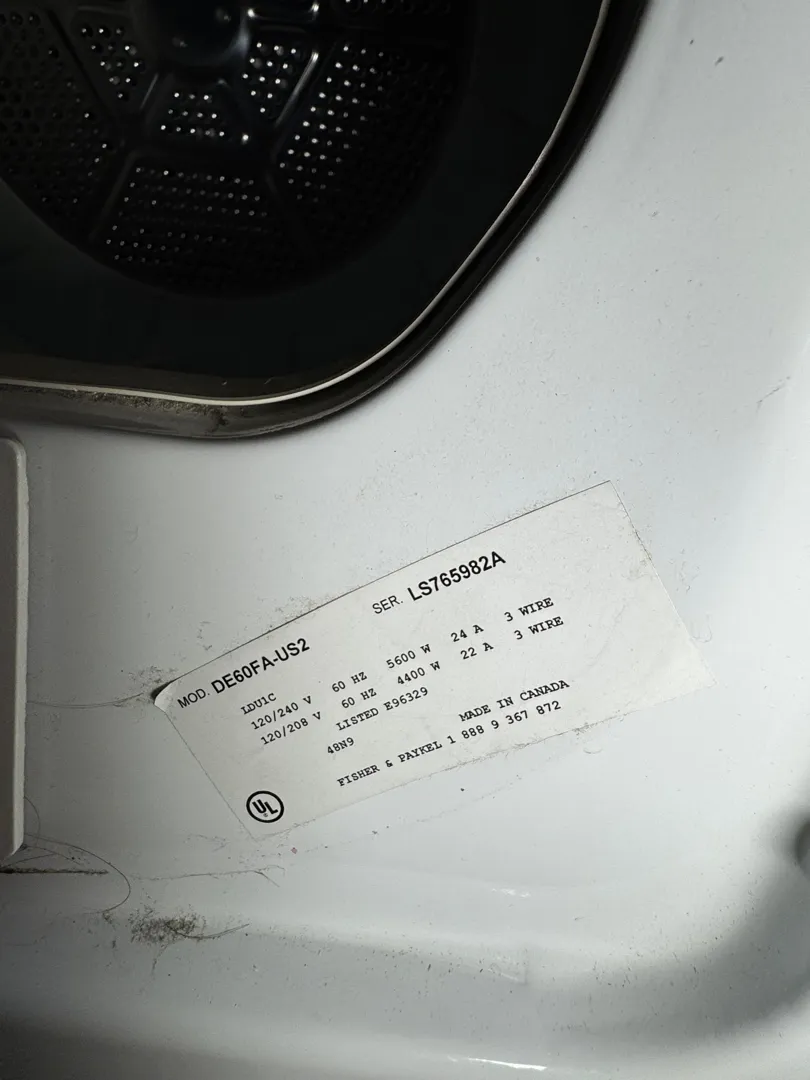 MOD. DE60FA-US2 SER. LS765982A
LDU1C
120/240 V 60 HZ 5600 W 24 A 3 WIRE
120/208 V 60 HZ 4400 W 22 A 3 WIRE
LISTED E96329
48N9 MADE IN CANADA
FISHER & PAYKEL 1 888 9 367 872
UL